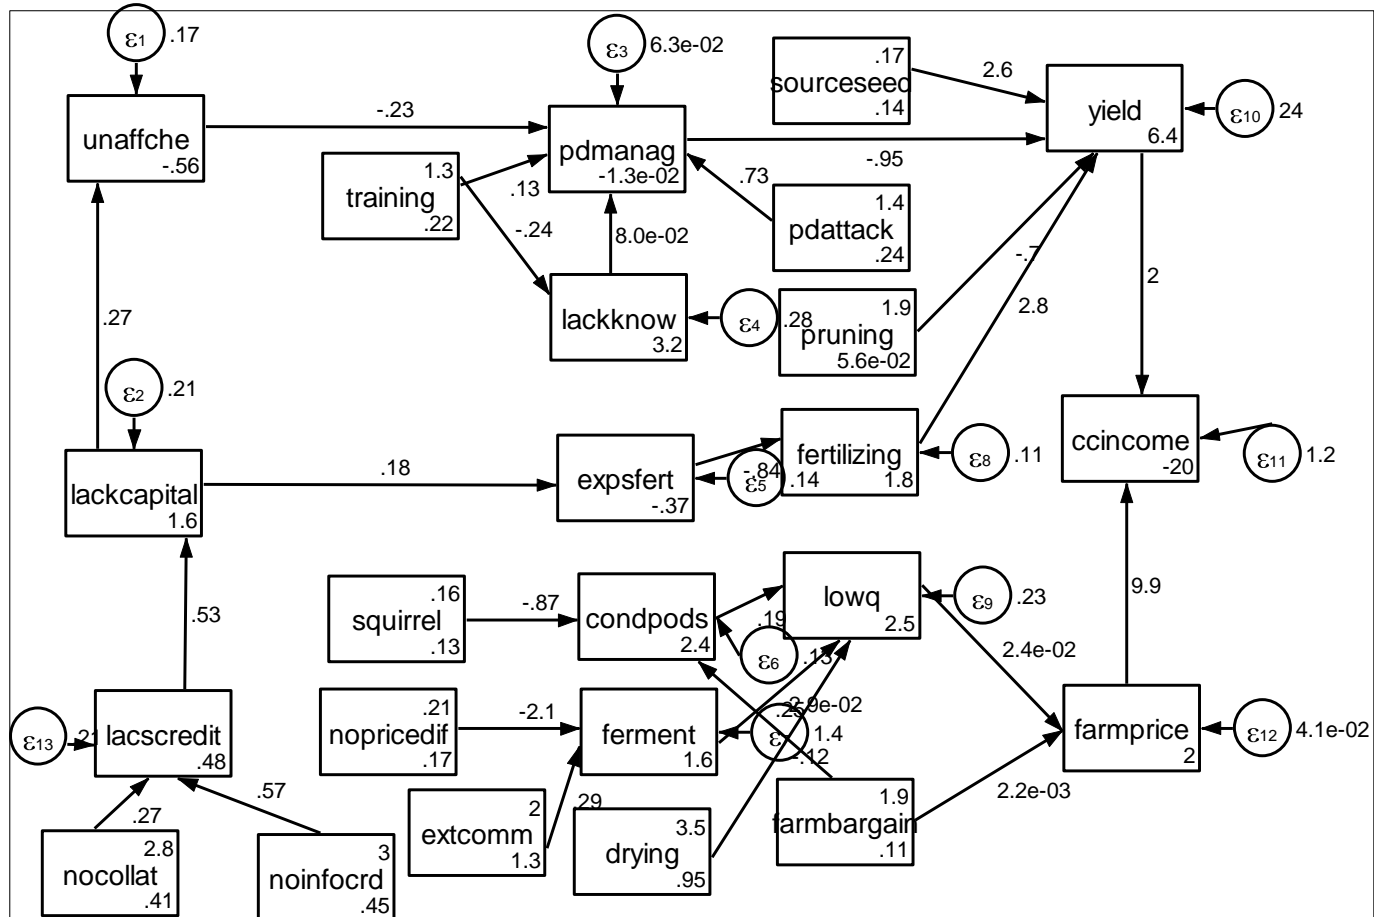 ε1 .17
ε3 6.3e-02
.17
sourceseed
.14
2.6
yield
6.4
ε10 24
unaffche
-.56
-.23
pdmanag
-1.3e-02
-.95
1.3
training
.22
.13
-.24
8.0e-02
.73
1.4
pdattack
.24
-.7
2
.27
lackknow
3.2
ε4 .28
1.9
pruning
5.6e-02
2.8
ε2 .21
lackcapital
1.6
.18
expsfert
-.37
-.84
ε5 .14
fertilizing
1.8
ε8 .11
ccincome
-20
ε11 1.2
.53
.16
squirrel
.13
-.87
condpods
2.4
.19
ε6 .13
lowq
2.5
ε9 .23
2.4e-02
9.9
ε13
lacscredit
.48
.21
nopricedif
.17
-2.1
ferment
1.6
2.9e-02
.25
ε
1.4
-.12
farmprice
2
ε12 4.1e-02
.27
.57
2
extcomm
1.3
.29
3.5
drying
.95
1.9
farmbargain
.11
2.2e-03
2.8
nocollat
.41
3
noinfocrd
.45